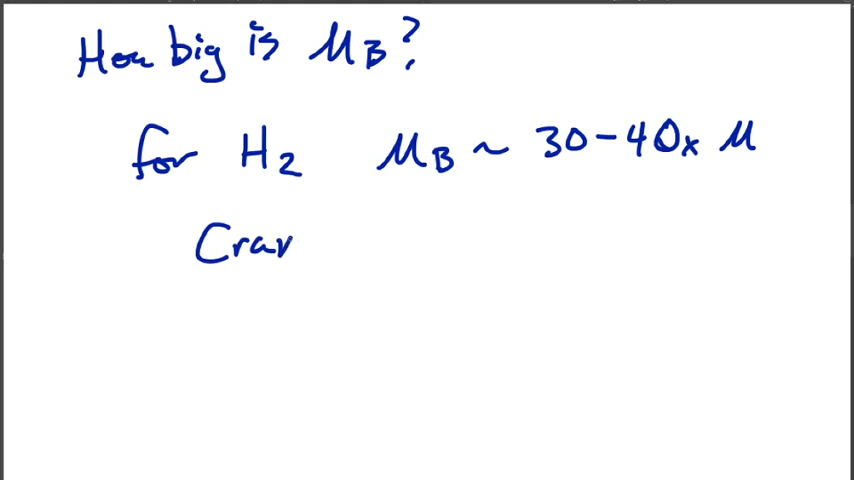 How big is μB?
for H2 μB ~ 30-40x μ
Crav